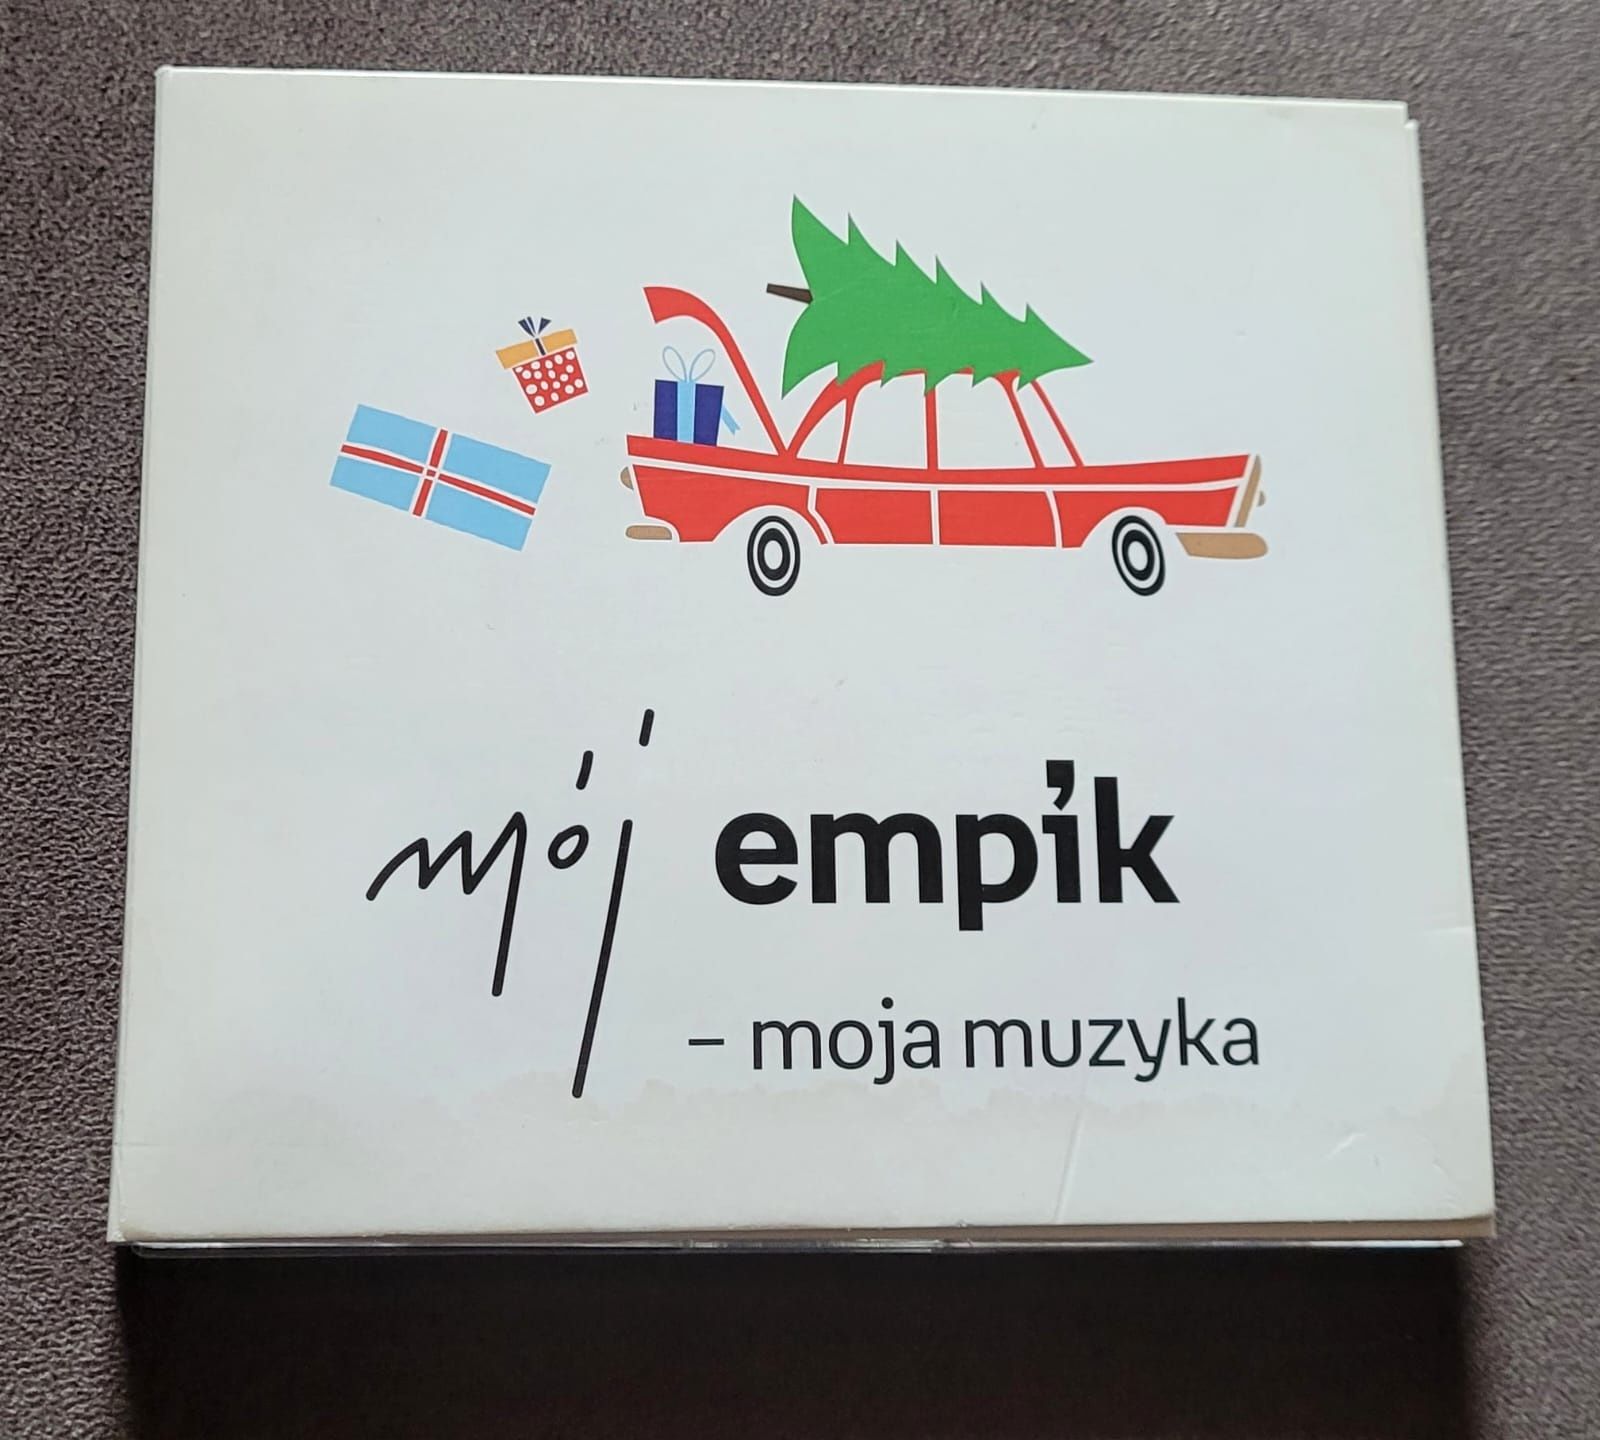 mój empik
– moja muzyka